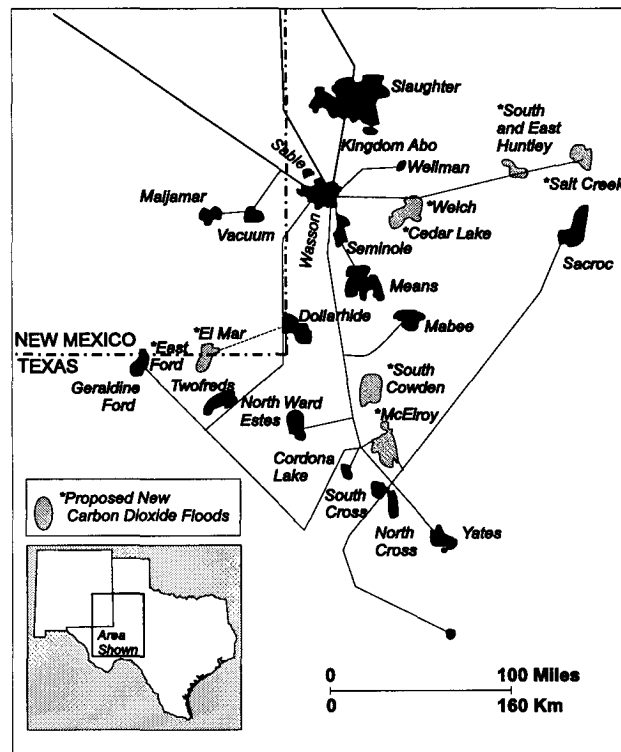 Slaughter
*South
and East
Huntley
Kingdom Abo
Sable
Wellman
*Salt Creek
Maljamar
*Welch
Vacuum
*Cedar Lake
Wasson
Seminole
Sacroc
Means
Dollarhide
Mabee
NEW MEXICO
*El Mar
*East
Ford
TEXAS
*South
Cowden
Geraldine
Ford
Twofreds
North Ward
Estes
*McElroy
Cordona
Lake
South
Cross
North
Cross
Yates
*Proposed New
Carbon Dioxide Floods
Area
Shown
0 100 Miles
0 160 Km